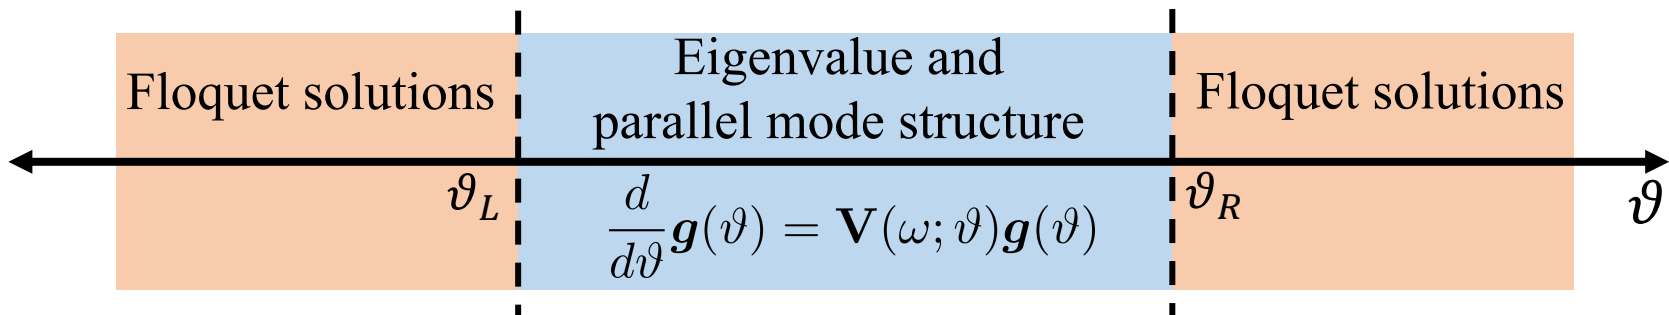 Floquet solutions
Eigenvalue and
parallel mode structure
Floquet solutions
ϑ_L
d/dϑ g(ϑ) = V(ω; ϑ)g(ϑ)
ϑ_R
ϑ